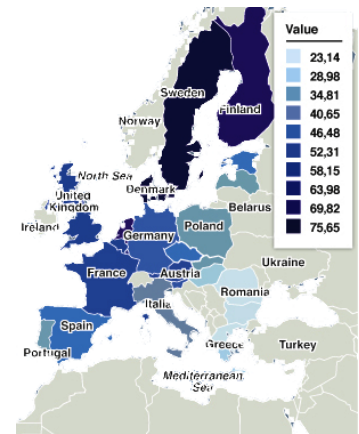 Value
23,14
28,98
34,81
40,65
46,48
52,31
58,15
63,98
69,82
75,65
Sweden
Finland
Norway
North Sea
Denmark
United
Kingdom
Ireland
Belarus
Poland
Germany
Ukraine
France
Austria
Romania
Italia
Spain
Portugal
Greece
Turkey
Mediterranean
Sea